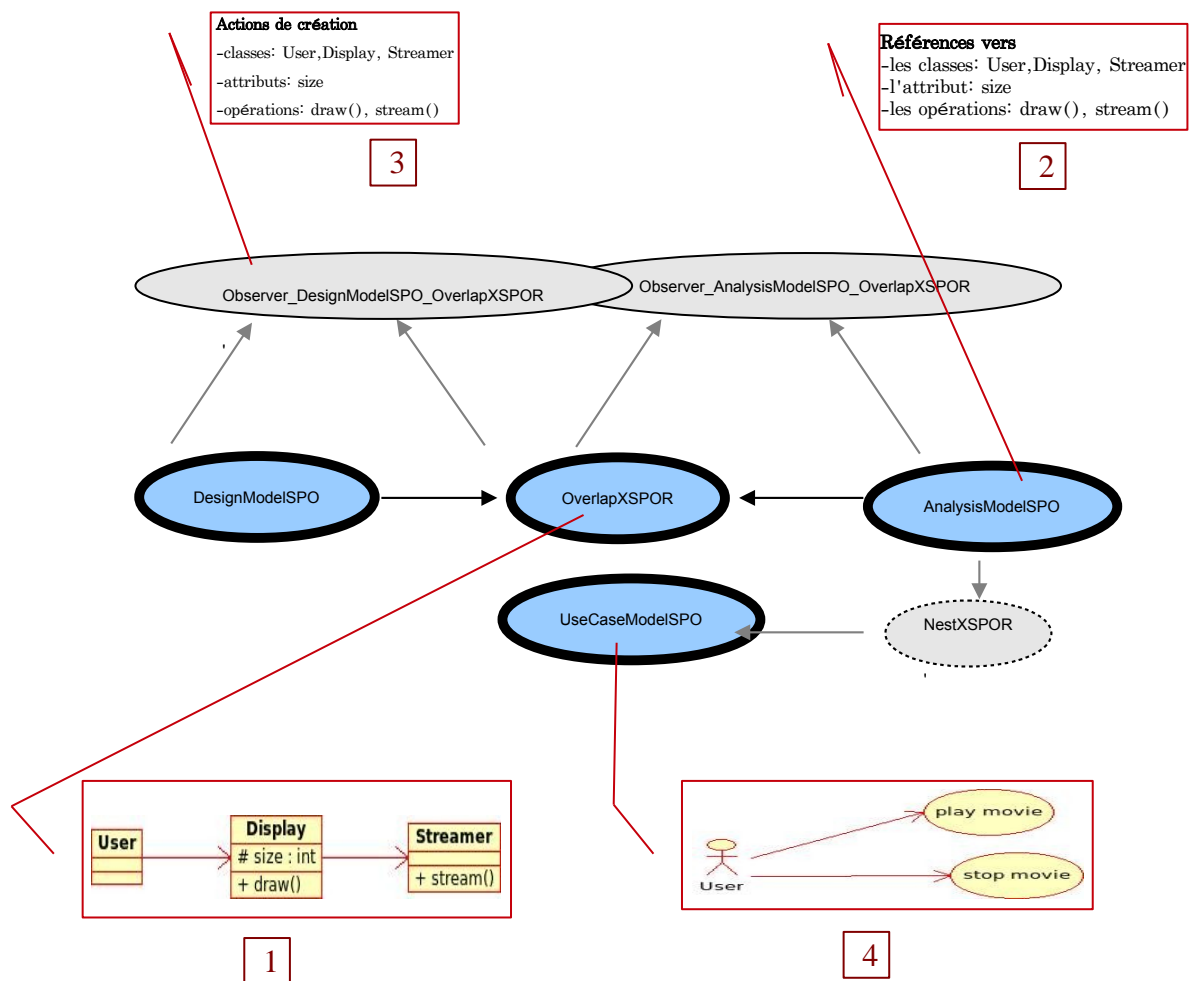 Actions de création
-classes: User,Display, Streamer
-attributs: size
-opérations: draw(), stream()
3
Références vers
-les classes: User,Display, Streamer
-l'attribut: size
-les opérations: draw(), stream()
2
Observer_DesignModelSPO_OverlapXSPOR
Observer_AnalysisModelSPO_OverlapXSPOR
DesignModelSPO
OverlapXSPOR
AnalysisModelSPO
UseCaseModelSPO
NestXSPOR
User
Display
# size : int
+ draw()
Streamer
+ stream()
1
User
play movie
stop movie
4